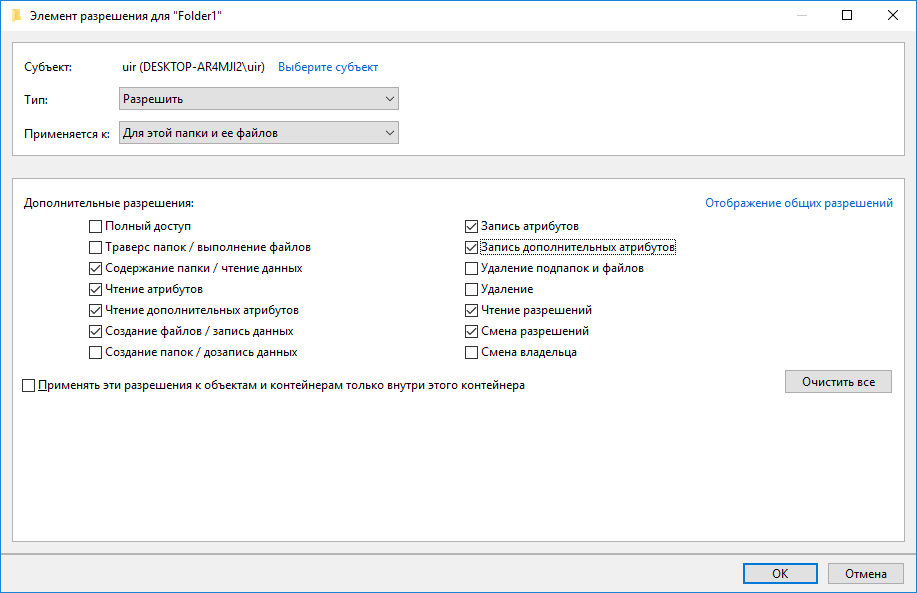 Элемент разрешения для "Folder1"
Субъект: uir (DESKTOP-AR4MJI2\uir) Выберите субъект
Тип: Разрешить
Применяется к: Для этой папки и ее файлов
Дополнительные разрешения: Отображение общих разрешений
Полный доступ Запись атрибутов
Траверс папок / выполнение файлов Запись дополнительных атрибутов
Содержание папки / чтение данных Удаление подпапок и файлов
Чтение атрибутов Удаление
Чтение дополнительных атрибутов Чтение разрешений
Создание файлов / запись данных Смена разрешений
Создание папок / дозапись данных Смена владельца
Применять эти разрешения к объектам и контейнерам только внутри этого контейнера Очистить все
OK Отмена